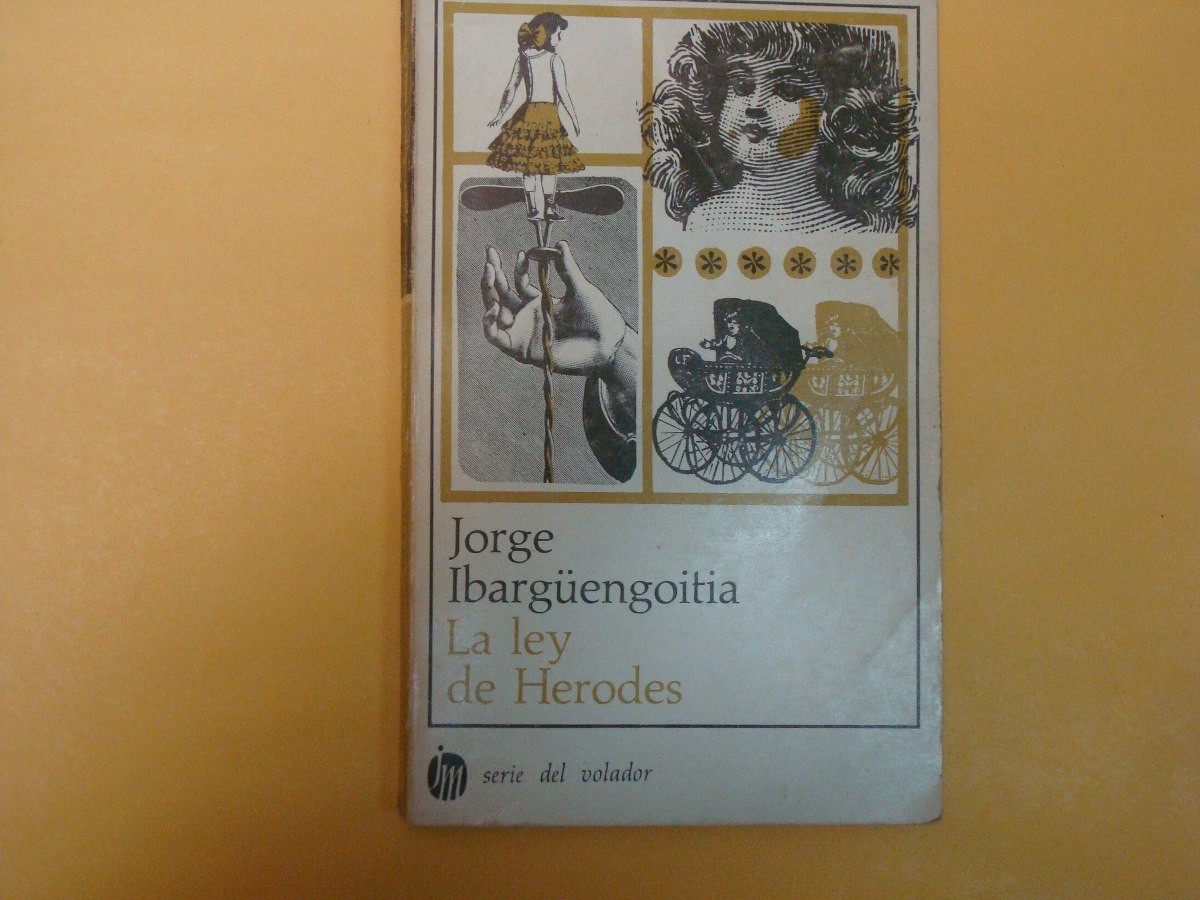 Jorge
Ibargüengoitia
La ley
de Herodes
jm serie del volador